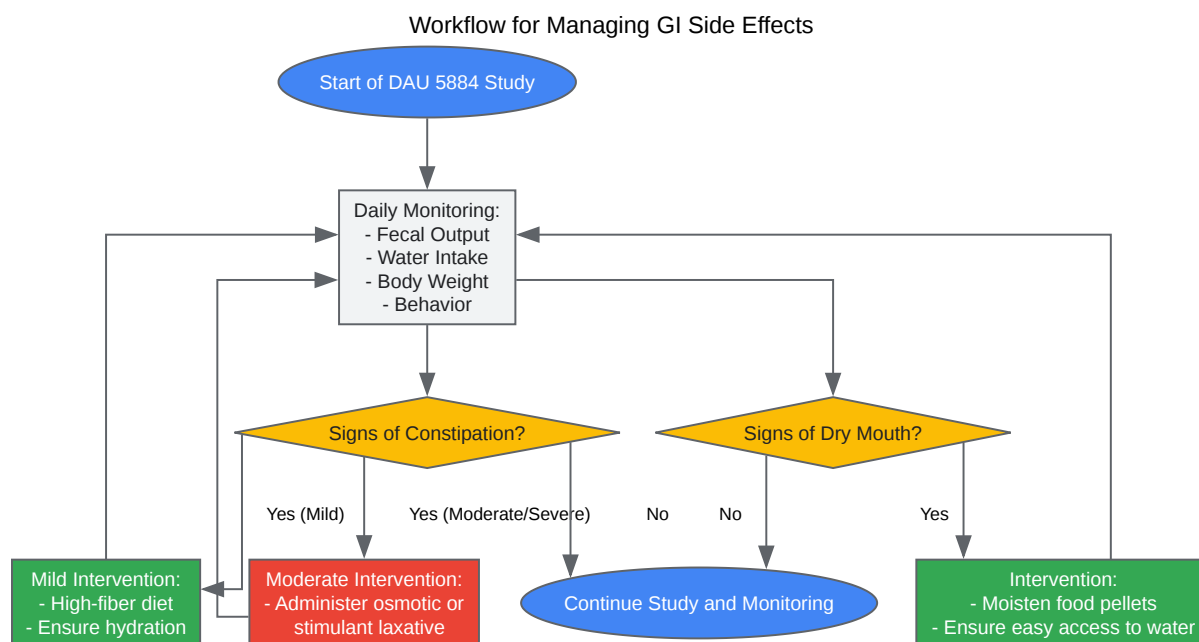 Workflow for Managing GI Side Effects
Start of DAU 5884 Study
Daily Monitoring:
- Fecal Output
- Water Intake
- Body Weight
- Behavior
Signs of Constipation?
Signs of Dry Mouth?
Yes (Mild)
Yes (Moderate/Severe)
No
No
Yes
Mild Intervention:
- High-fiber diet
- Ensure hydration
Moderate Intervention:
- Administer osmotic or
stimulant laxative
Continue Study and Monitoring
Intervention:
- Moisten food pellets
- Ensure easy access to water